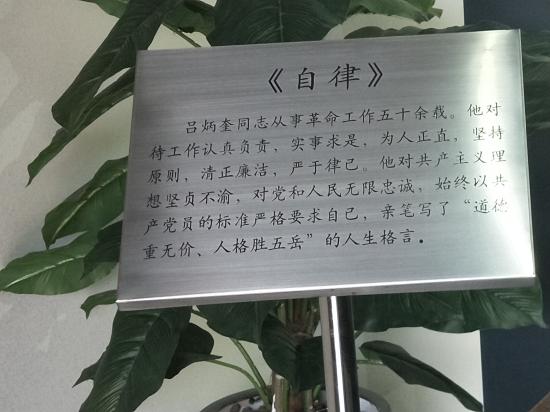 《自律》
吕炳奎同志从事革命工作五十余载。他对
待工作认真负责，实事求是，为人正直，坚持
原则，清正廉洁，严于律已。他对共产主义理
想坚贞不渝，对党和人民无限忠诚，始终以共
产党员的标准严格要求自己，亲笔写了“道德
重无价、人格胜五岳”的人生格言。